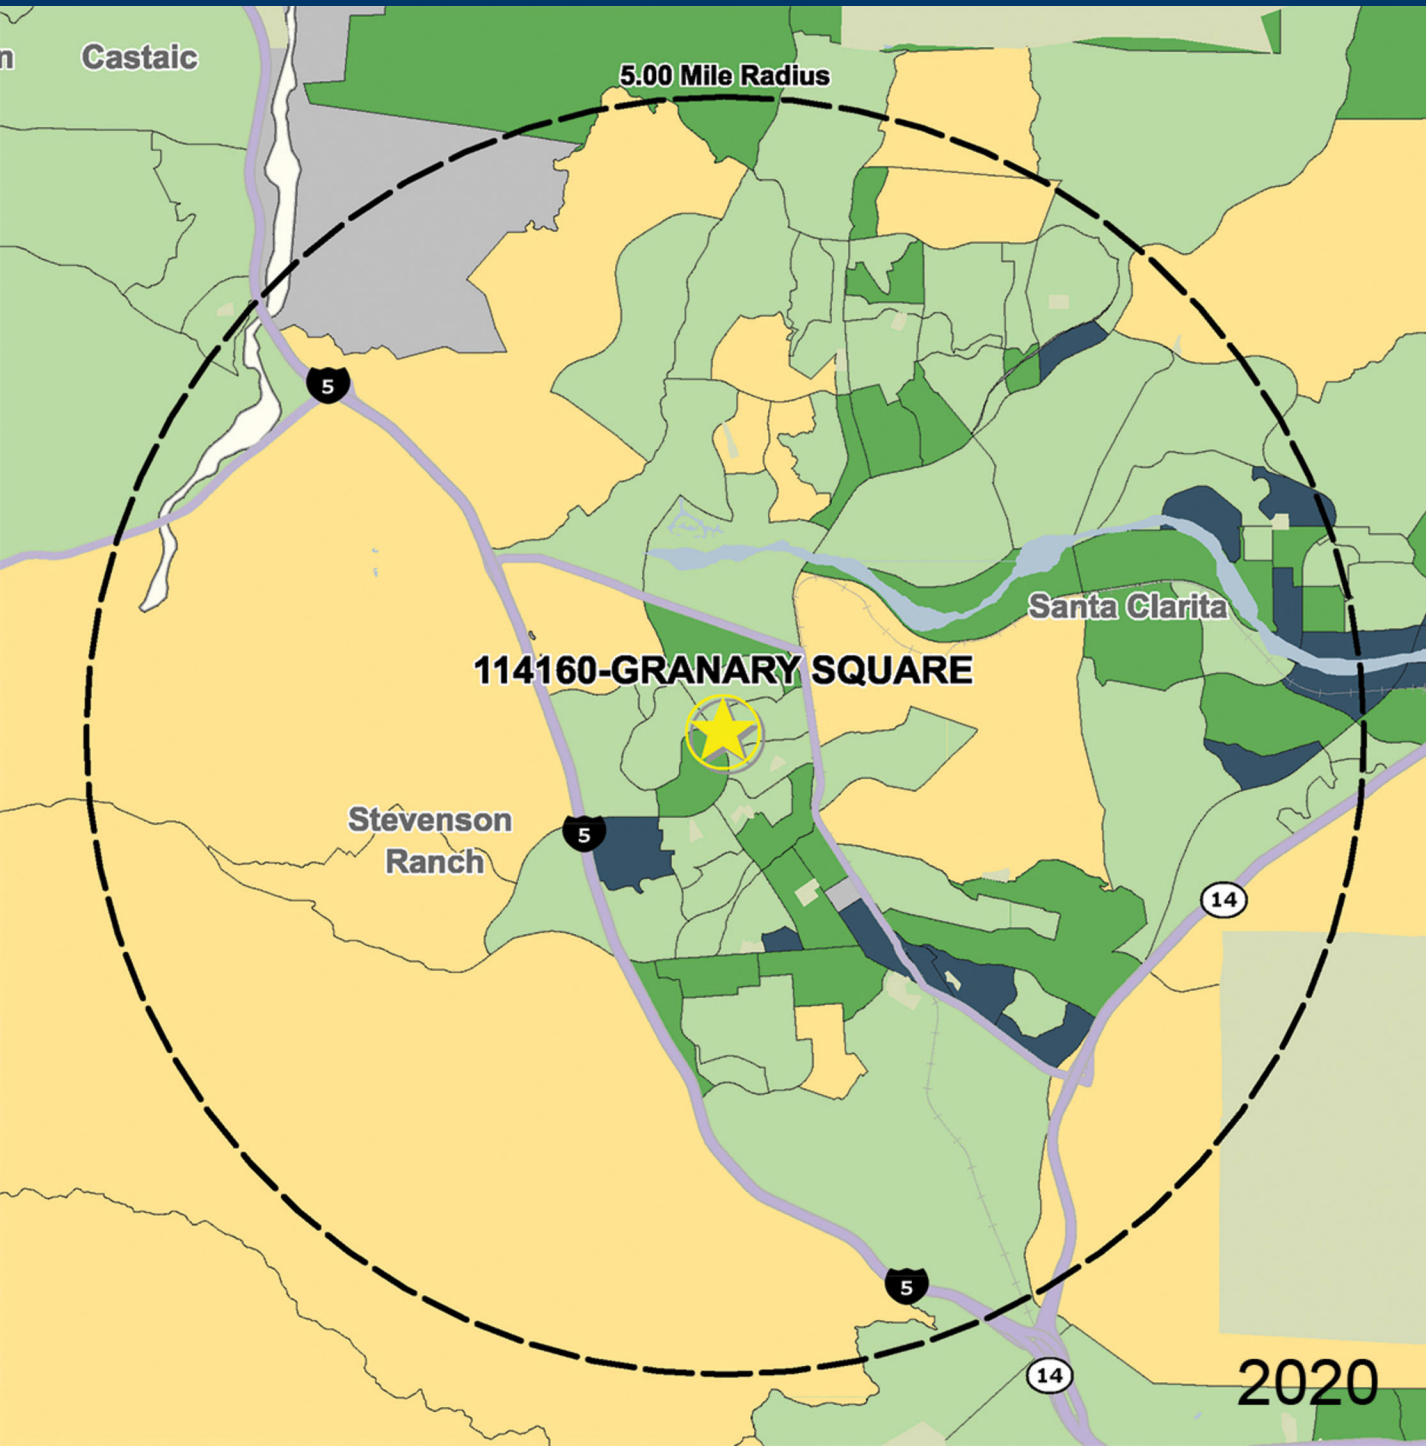 n
Castaic
5.00 Mile Radius
5
Santa Clarita
114160-GRANARY SQUARE
Stevenson
Ranch
5
14
5
14
2020